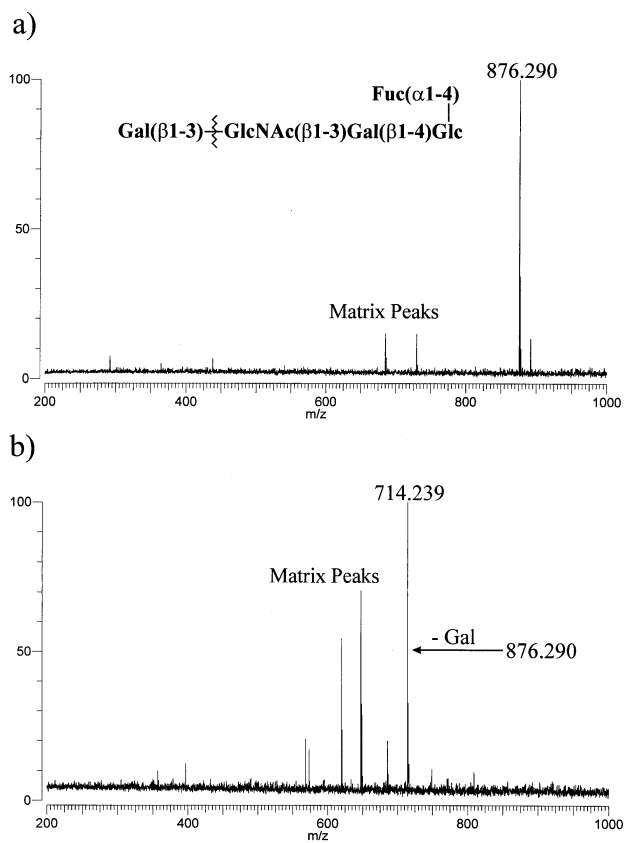 a)
100
876.290
Fuc(α1-4)
Gal(β1-3)
GlcNAc(β1-3)Gal(β1-4)Glc
50
Matrix Peaks
0
200 400 600 800 1000
m/z
b)
100
714.239
Matrix Peaks
- Gal
50
876.290
0
200 400 600 800 1000
m/z